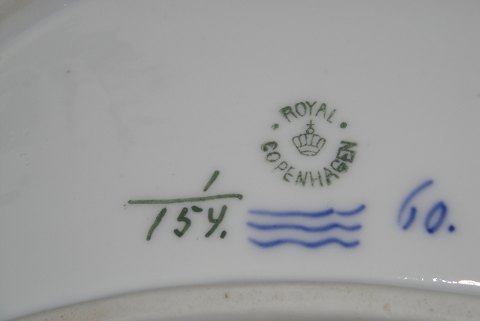 ROYAL
COPENHAGEN
1
154.
60.